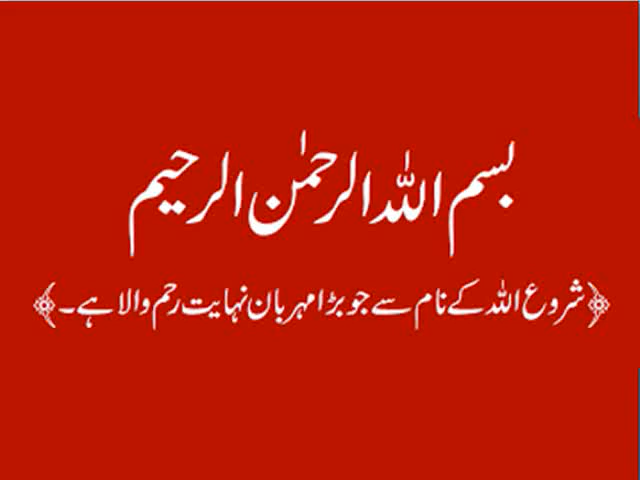 بسم اللہ الرحمٰن الرحیم
﴿شروع اللہ کے نام سے جو بڑا مہربان نہایت رحم والا ہے۔﴾